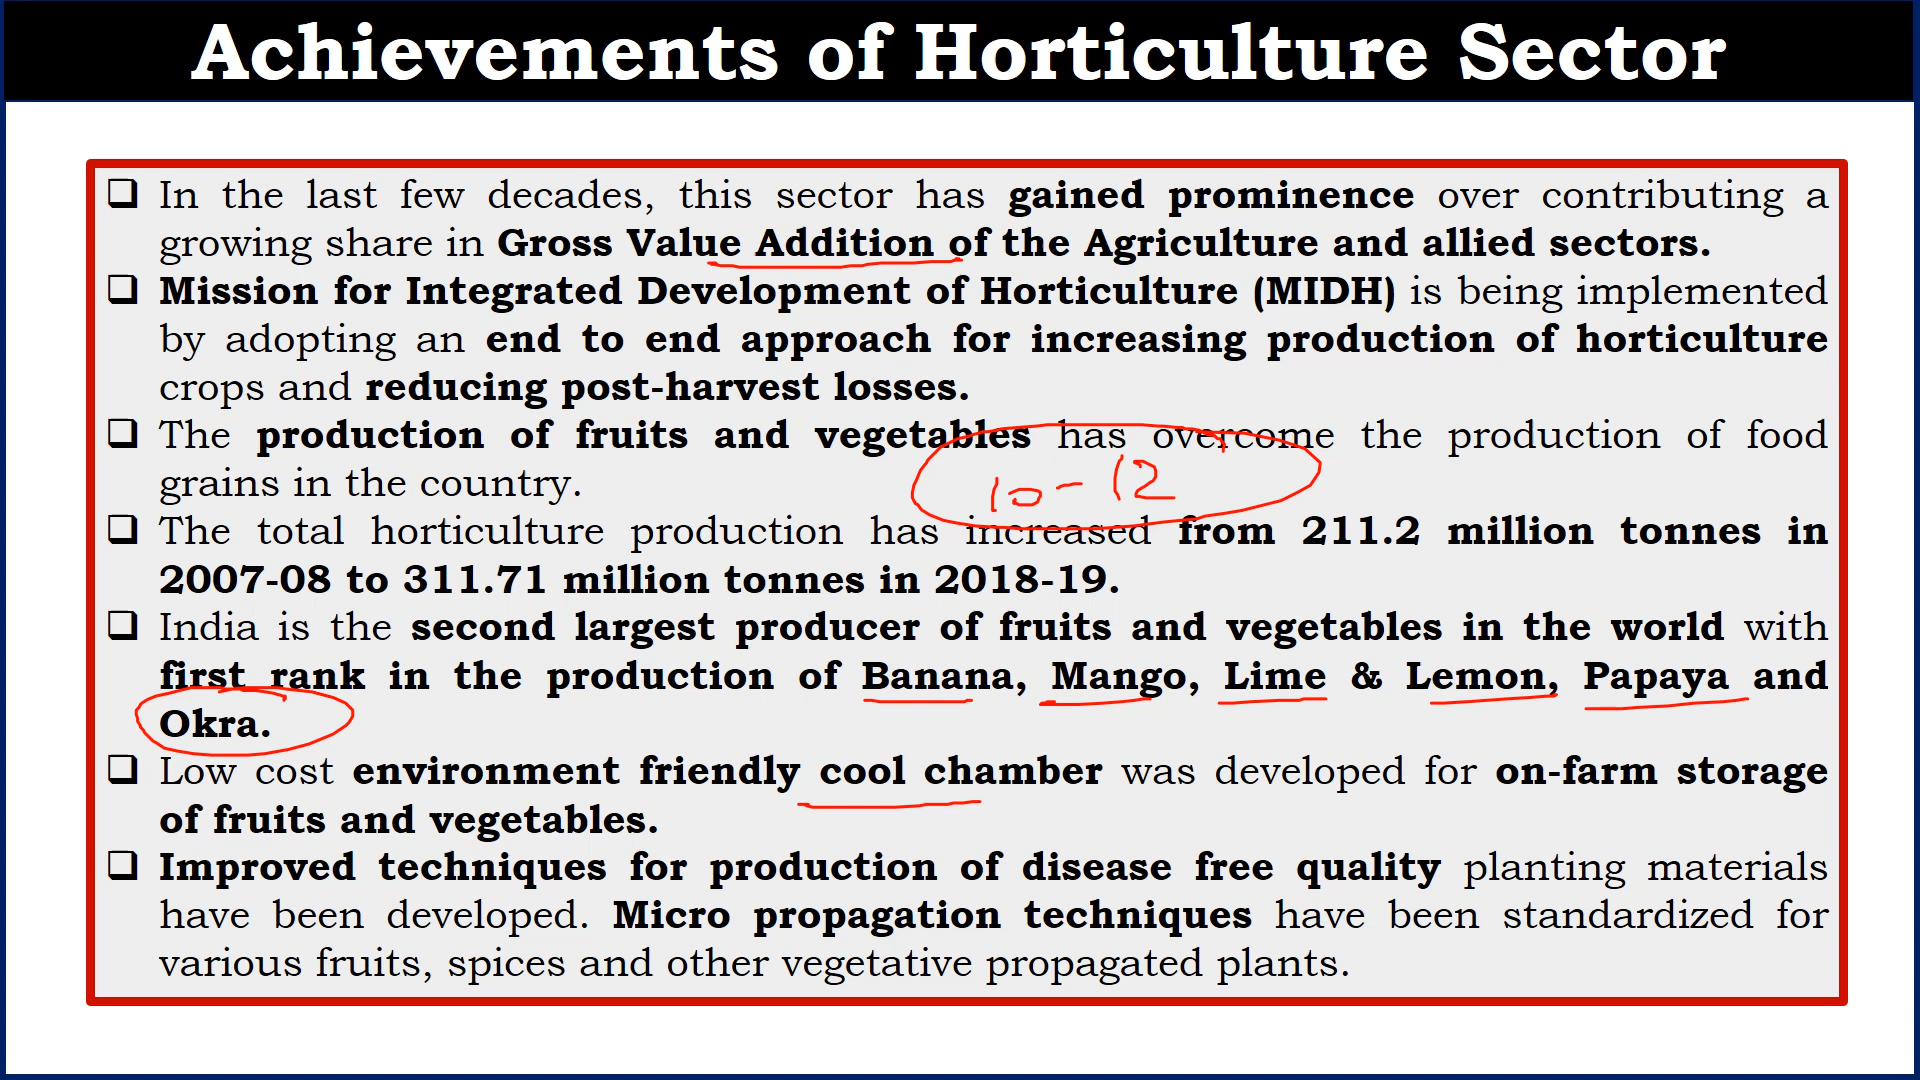 Achievements of Horticulture Sector
❑ In the last few decades, this sector has gained prominence over contributing a
growing share in Gross Value Addition of the Agriculture and allied sectors.
❑ Mission for Integrated Development of Horticulture (MIDH) is being implemented
by adopting an end to end approach for increasing production of horticulture
crops and reducing post-harvest losses.
❑ The production of fruits and vegetables has overcome the production of food
grains in the country.
10-12
❑ The total horticulture production has increased from 211.2 million tonnes in
2007-08 to 311.71 million tonnes in 2018-19.
❑ India is the second largest producer of fruits and vegetables in the world with
first rank in the production of Banana, Mango, Lime & Lemon, Papaya and
Okra.
❑ Low cost environment friendly cool chamber was developed for on-farm storage
of fruits and vegetables.
❑ Improved techniques for production of disease free quality planting materials
have been developed. Micro propagation techniques have been standardized for
various fruits, spices and other vegetative propagated plants.